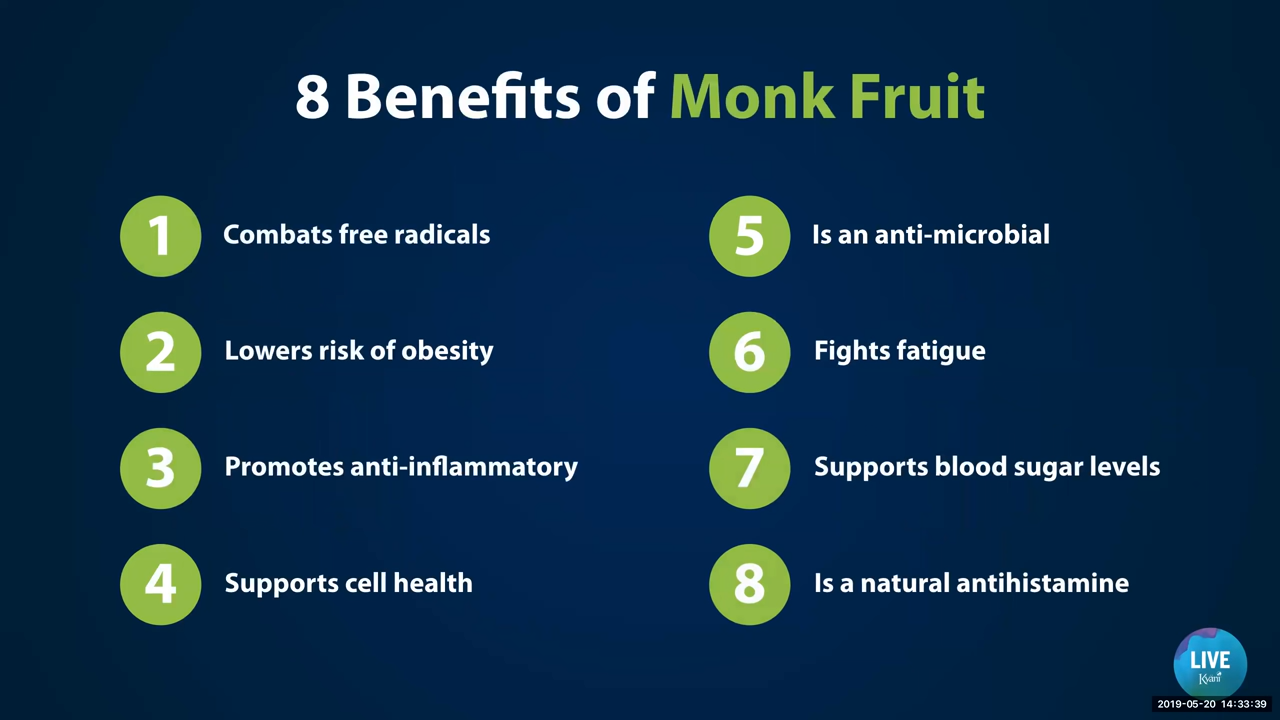 8 Benefits of Monk Fruit
1 Combats free radicals
2 Lowers risk of obesity
3 Promotes anti-inflammatory
4 Supports cell health
5 Is an anti-microbial
6 Fights fatigue
7 Supports blood sugar levels
8 Is a natural antihistamine
LIVE
Kyäni
2019-05-20 14:33:39